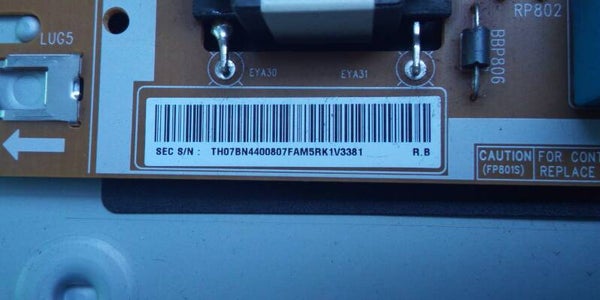 RP802
LUG5
BBP806
EYA30
EYA31
SEC S/N : TH07BN4400807FAM5RK1V3381 R.B
CAUTION
(FP801S)
FOR CONT
REPLACE